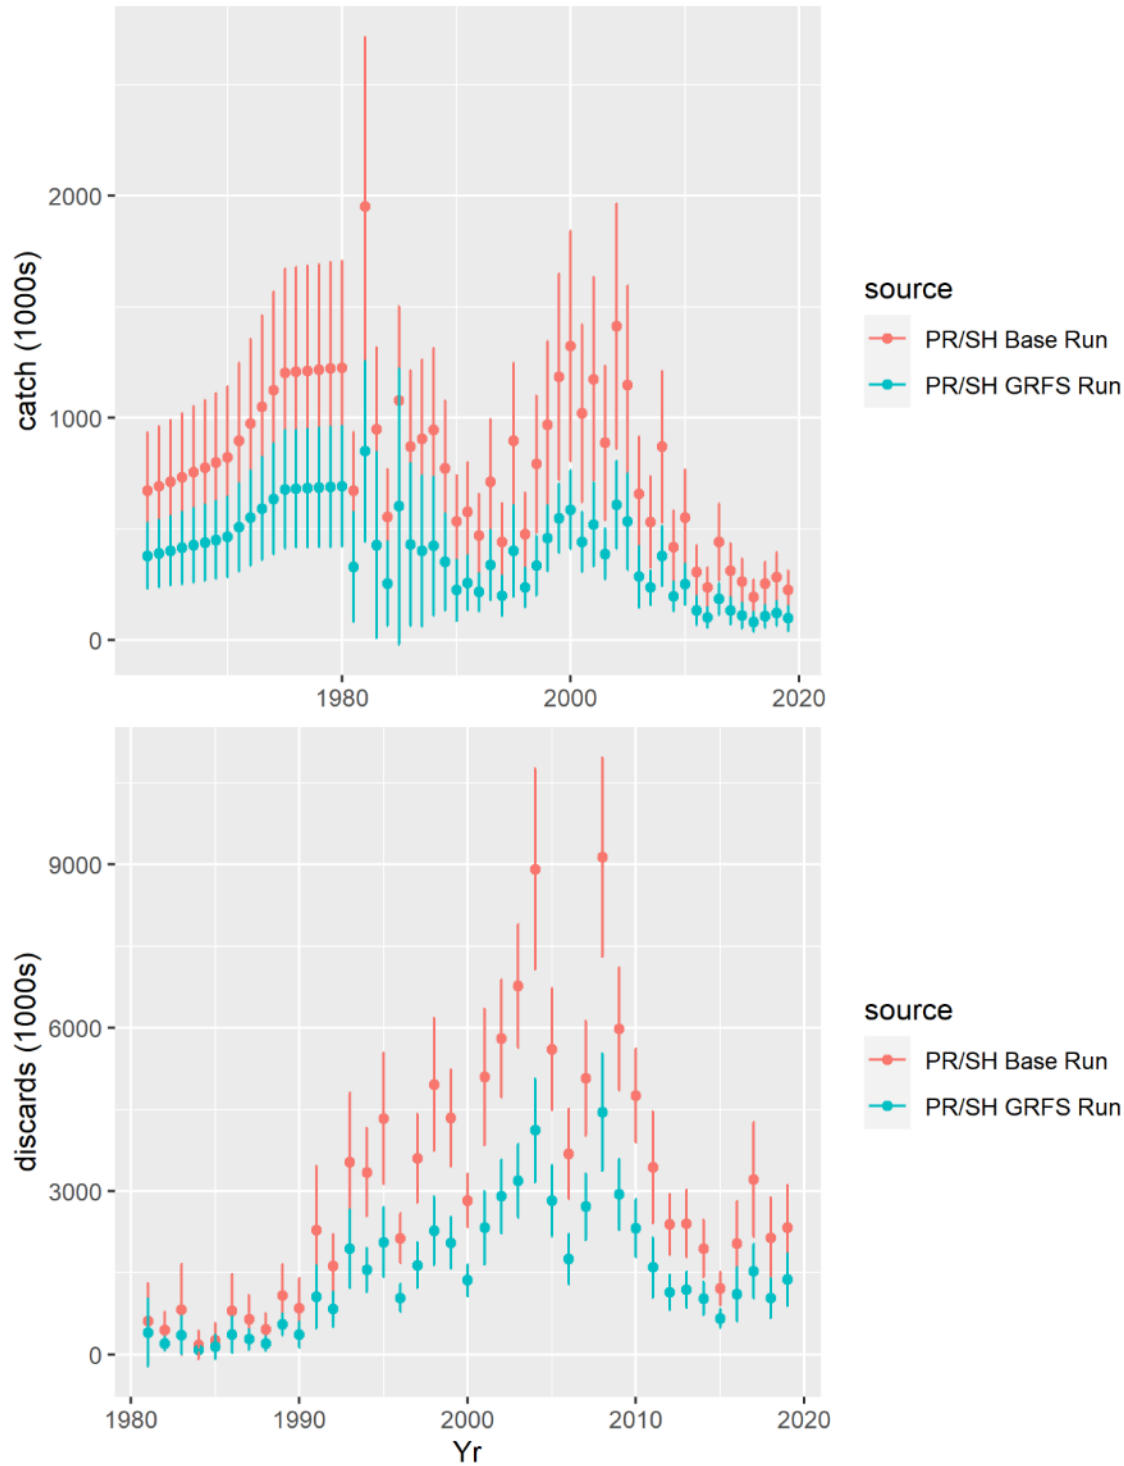 catch (1000s)
2000
1000
0
1980
2000
2020
source
PR/SH Base Run
PR/SH GRFS Run
discards (1000s)
9000
6000
3000
0
1980
1990
2000
2010
2020
Yr
source
PR/SH Base Run
PR/SH GRFS Run